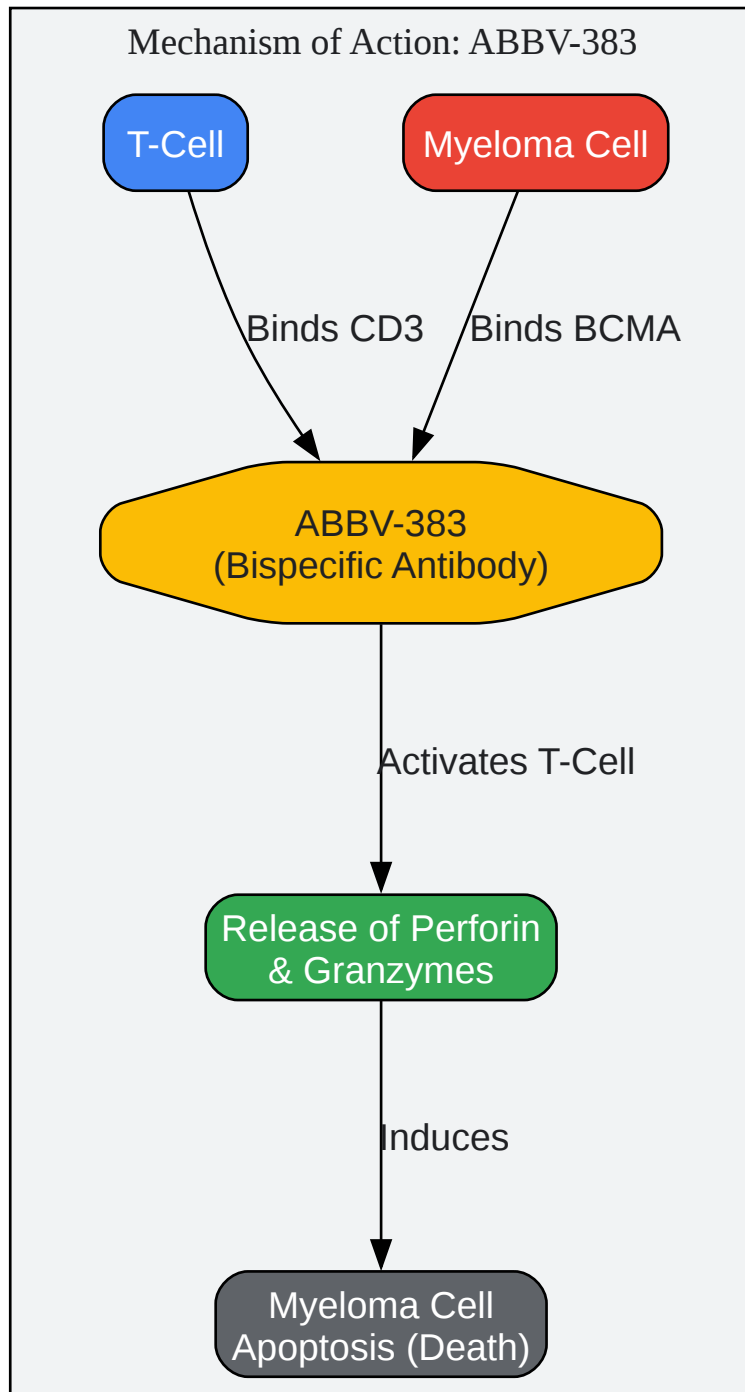 Mechanism of Action: ABBV-383
T-Cell
Myeloma Cell
Binds CD3
Binds BCMA
ABBV-383
(Bispecific Antibody)
Activates T-Cell
Release of Perforin
& Granzymes
Induces
Myeloma Cell
Apoptosis (Death)